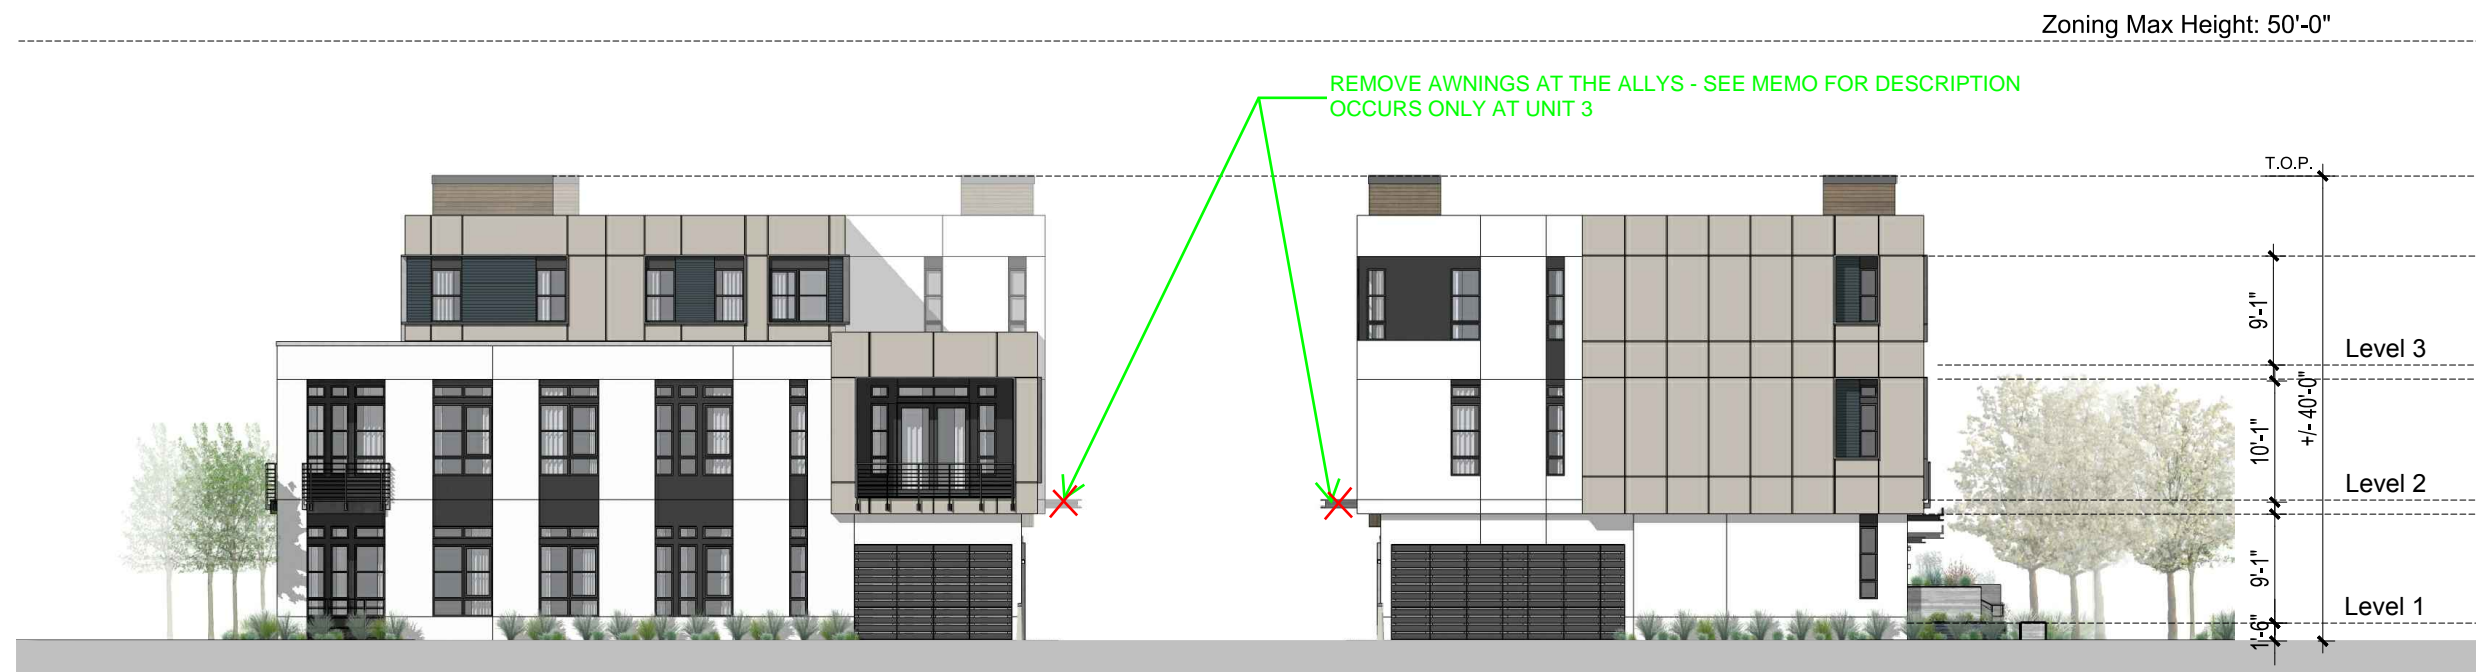 Zoning Max Height: 50'-0"
REMOVE AWNINGS AT THE ALLYS - SEE MEMO FOR DESCRIPTION
OCCURS ONLY AT UNIT 3
T.O.P.
9'-1"
Level 3
+/- 40'-0"
10'-1"
Level 2
9'-1"
Level 1
1'-6"